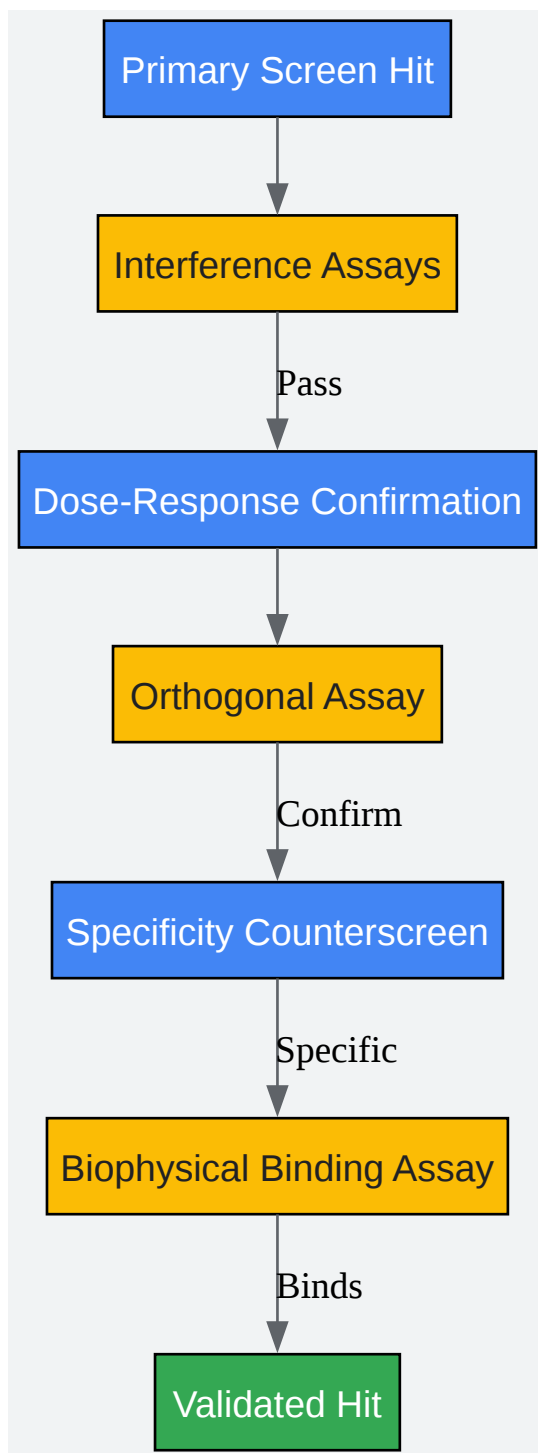 Primary Screen Hit
Interference Assays
Pass
Dose-Response Confirmation
Orthogonal Assay
Confirm
Specificity Counterscreen
Specific
Biophysical Binding Assay
Binds
Validated Hit